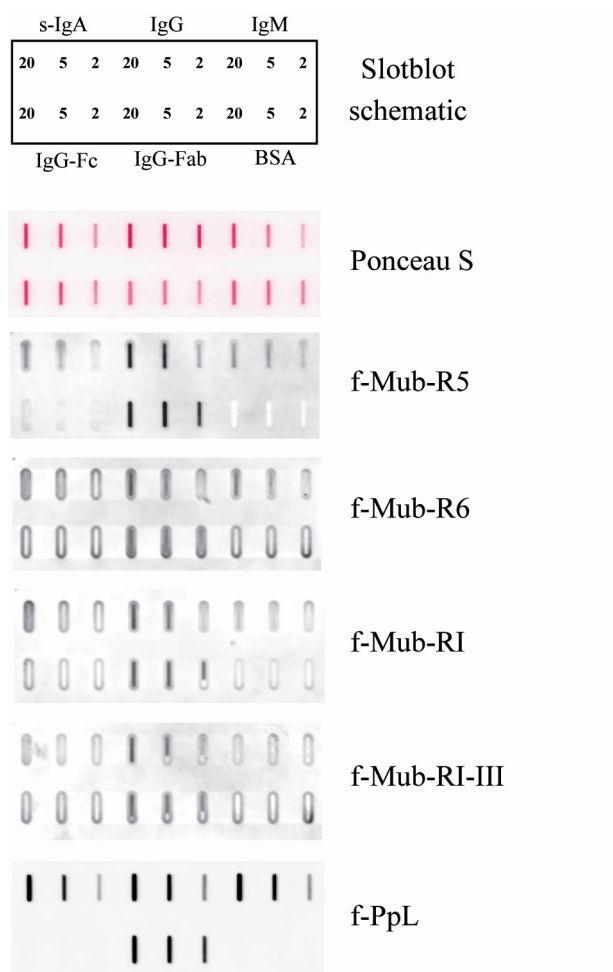 s-IgA IgG IgM
20 5 2 20 5 2 20 5 2
Slotblot
schematic
20 5 2 20 5 2 20 5 2
IgG-Fc IgG-Fab BSA
Ponceau S
f-Mub-R5
f-Mub-R6
f-Mub-RI
f-Mub-RI-III
f-PpL